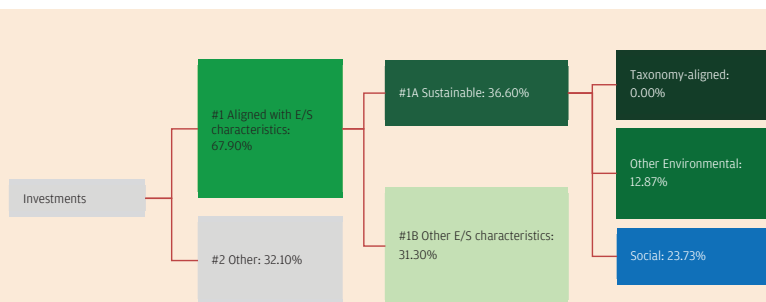 Investments
#1 Aligned with E/S
characteristics:
67.90%
#2 Other: 32.10%
#1A Sustainable: 36.60%
#1B Other E/S characteristics:
31.30%
Taxonomy-aligned:
0.00%
Other Environmental:
12.87%
Social: 23.73%